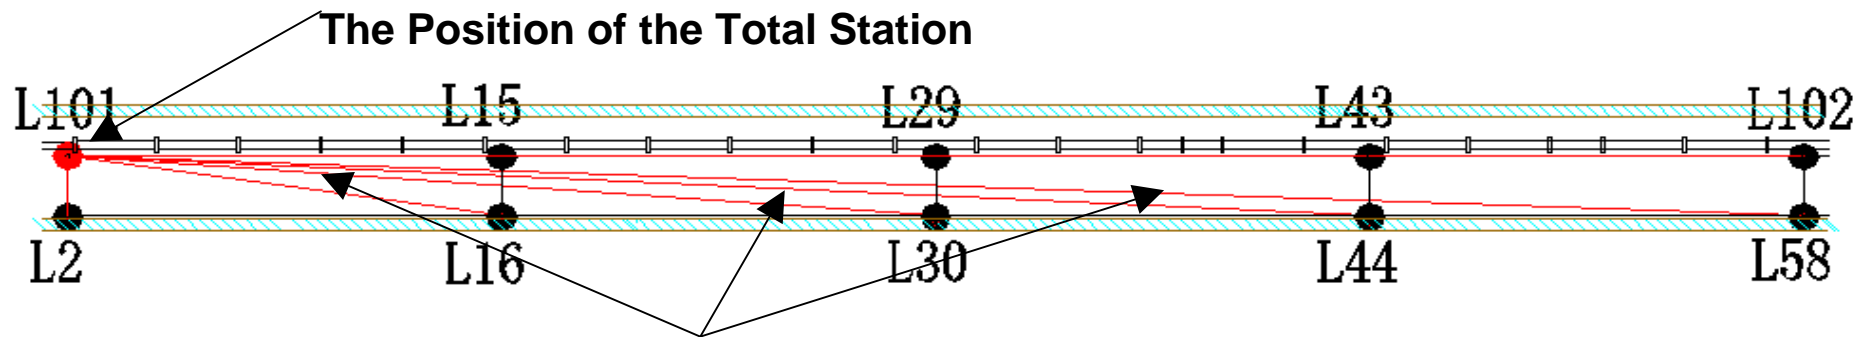 The Position of the Total Station
L101 L15 L29 L43 L102
L2 L16 L30 L44 L58